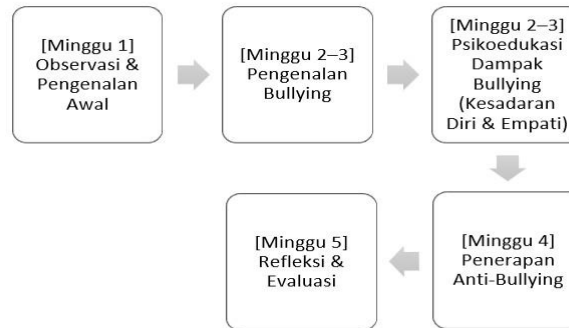 [Minggu 1]
Observasi &
Pengenalan
Awal
[Minggu 2–3]
Pengenalan
Bullying
[Minggu 2–3]
Psikoedukasi
Dampak
Bullying
(Kesadaran
Diri & Empati)
[Minggu 4]
Penerapan
Anti-Bullying
[Minggu 5]
Refleksi &
Evaluasi